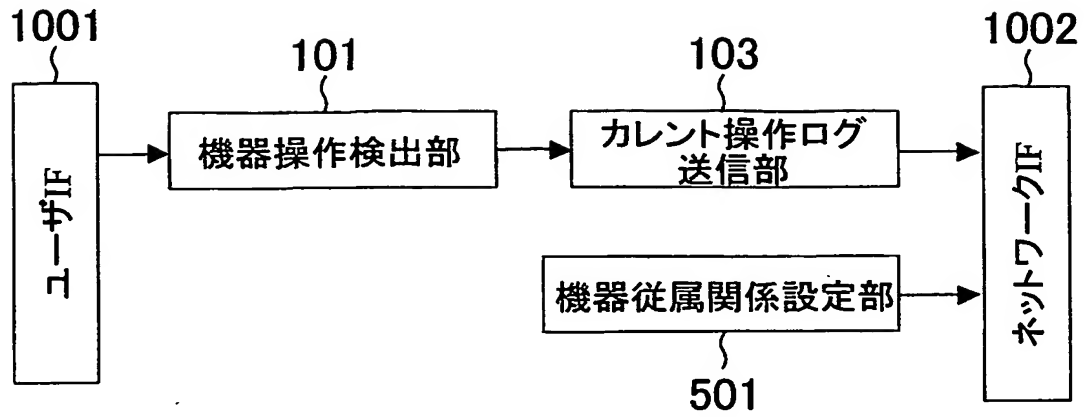 1001
101
103
1002
ユーザIF
機器操作検出部
カレント操作ログ
送信部
ネットワークIF
機器従属関係設定部
501